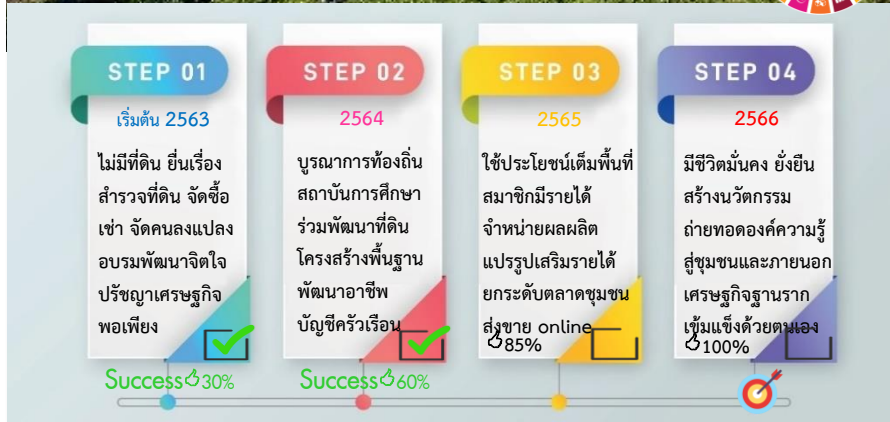 STEP 01
เริ่มต้น 2563
ไม่มีที่ดิน ยื่นเรื่อง
สำรวจที่ดิน จัดซื้อ
เช่า จัดคนลงแปลง
อบรมพัฒนาจิตใจ
ปรัชญาเศรษฐกิจ
พอเพียง
Success 30%
STEP 02
2564
บูรณาการท้องถิ่น
สถาบันการศึกษา
ร่วมพัฒนาที่ดิน
โครงสร้างพื้นฐาน
พัฒนาอาชีพ
บัญชีครัวเรือน
Success 60%
STEP 03
2565
ใช้ประโยชน์เต็มพื้นที่
สมาชิกมีรายได้
จำหน่ายผลผลิต
แปรรูปเสริมรายได้
ยกระดับตลาดชุมชน
ส่งขาย online
85%
STEP 04
2566
มีชีวิตมั่นคง ยั่งยืน
สร้างนวัตกรรม
ถ่ายทอดองค์ความรู้
สู่ชุมชนและภายนอก
เศรษฐกิจฐานราก
เข้มแข็งด้วยตนเอง
100%